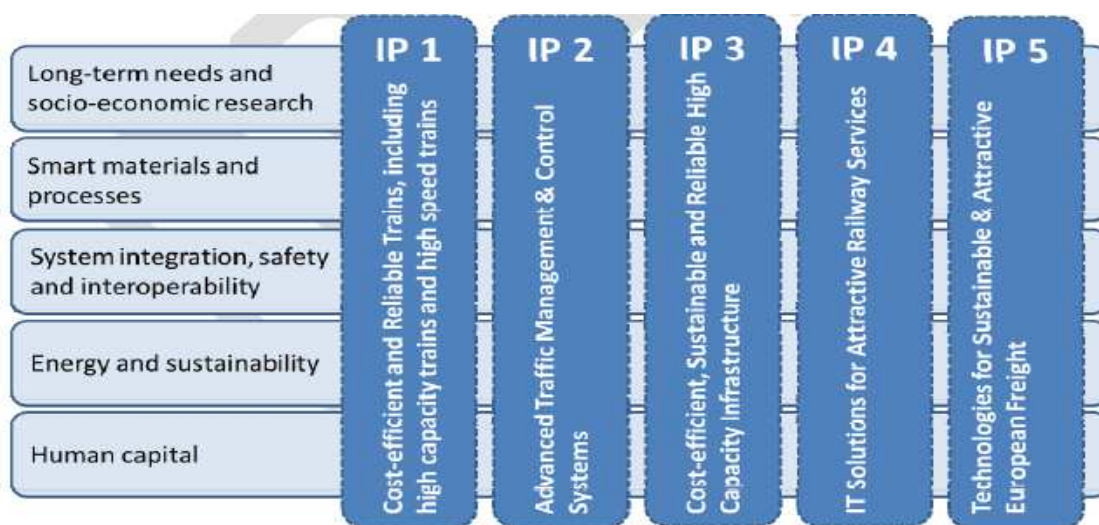 IP 1
IP 2
IP 3
IP 4
IP 5
Long-term needs and
socio-economic research
Smart materials and
processes
System integration, safety
and interoperability
Energy and sustainability
Human capital
Cost-efficient and Reliable Trains, including
high capacity trains and high speed trains
Advanced Traffic Management & Control
Systems
Cost-efficient, Sustainable and Reliable High
Capacity Infrastructure
IT Solutions for Attractive Railway Services
Technologies for Sustainable & Attractive
European Freight